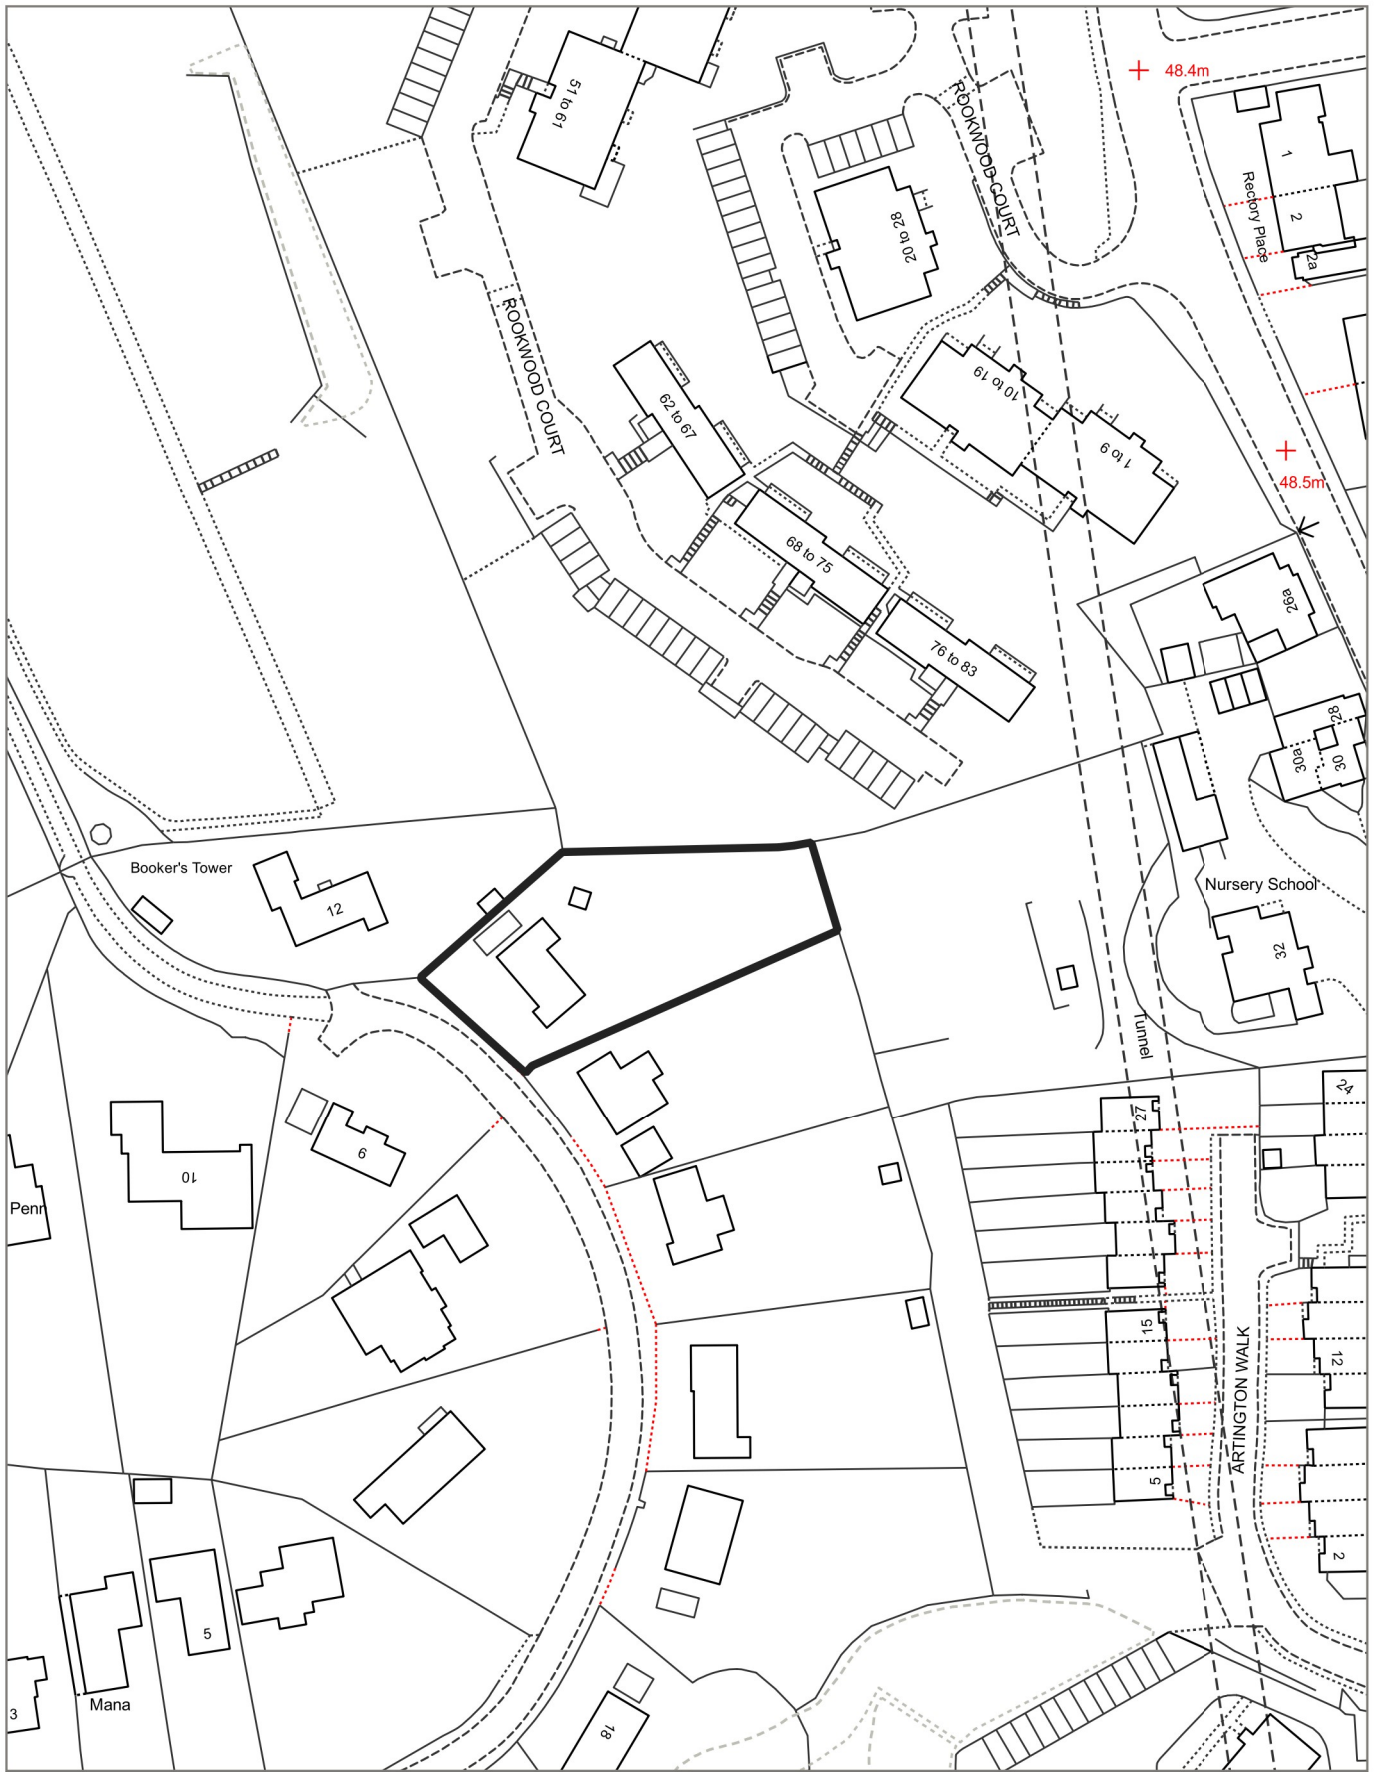 48.4m
51 to 61
ROOKWOOD COURT
1
2
Rectory Place
2a
20 to 28
ROOKWOOD COURT
10 to 19
62 to 67
1 to 9
48.5m
68 to 75
26a
76 to 83
28
30a
30
Booker's Tower
Nursery School
12
32
Tunnel
24
27
6
10
Penn
15
12
ARTINGTON WALK
5
2
5
Mana
3
18